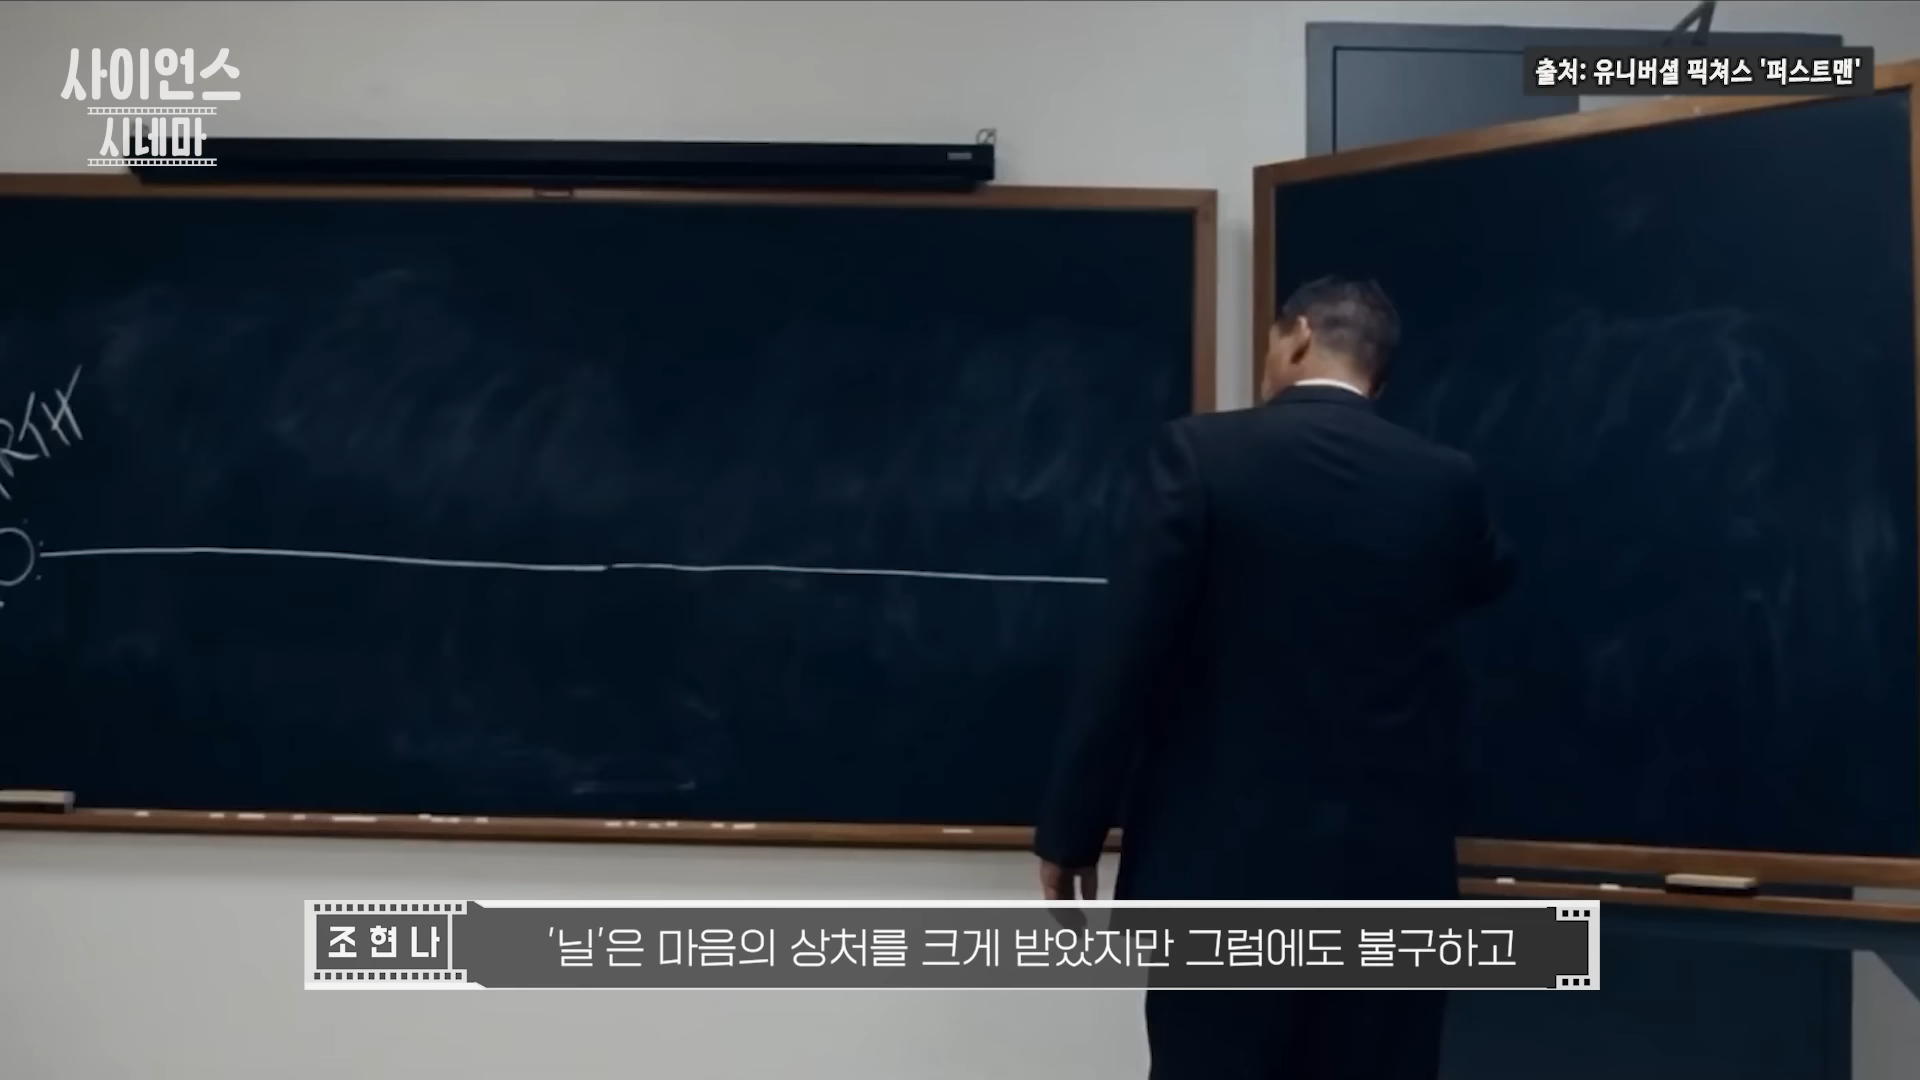 사이언스
시네마
출처: 유니버셜 픽쳐스 '퍼스트맨'
RTH
조현나
'닐'은 마음의 상처를 크게 받았지만 그럼에도 불구하고